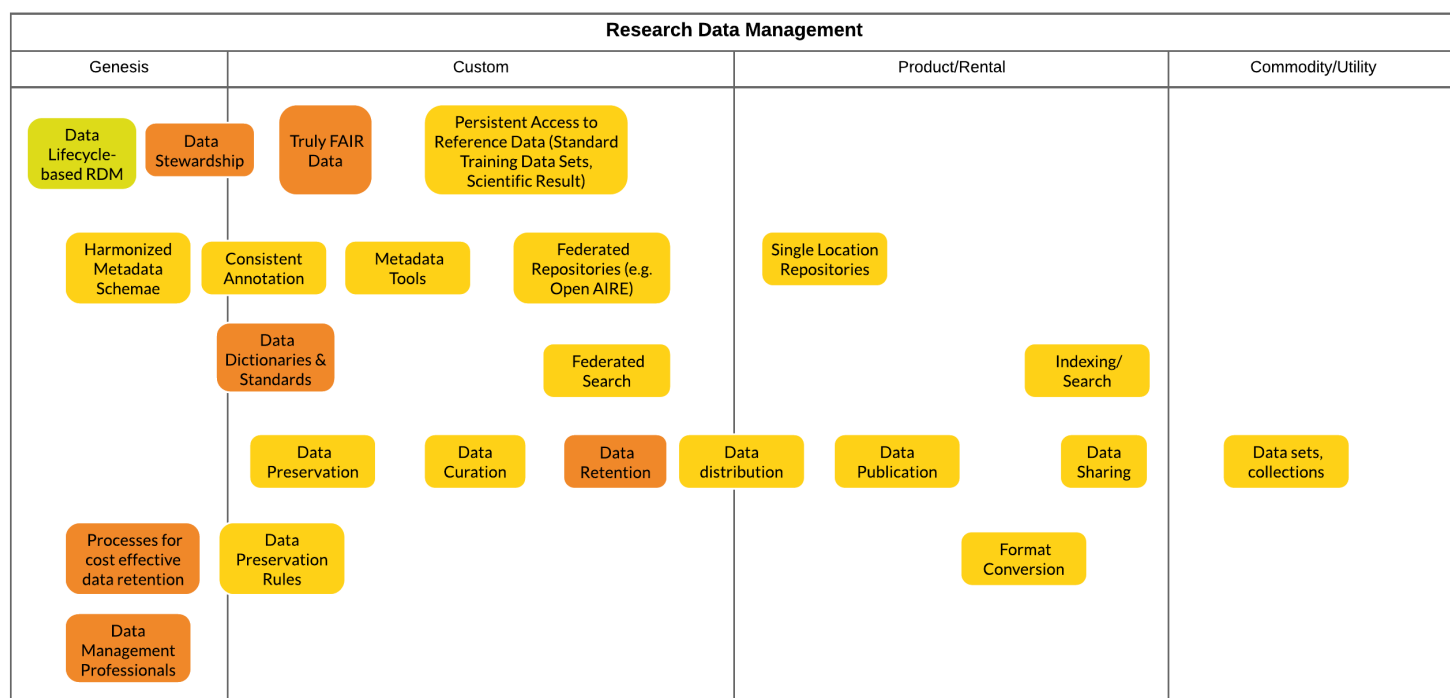 Research Data Management
Genesis
Custom
Product/Rental
Commodity/Utility
Data
Lifecycle-
based RDM
Data
Stewardship
Truly FAIR
Data
Persistent Access to
Reference Data (Standard
Training Data Sets,
Scientific Result)
Harmonized
Metadata
Schemae
Consistent
Annotation
Metadata
Tools
Federated
Repositories (e.g.
Open AIRE)
Single Location
Repositories
Data
Dictionaries &
Standards
Federated
Search
Indexing/
Search
Data
Preservation
Data
Curation
Data
Retention
Data
distribution
Data
Publication
Data
Sharing
Data sets,
collections
Processes for
cost effective
data retention
Data
Preservation
Rules
Format
Conversion
Data
Management
Professionals